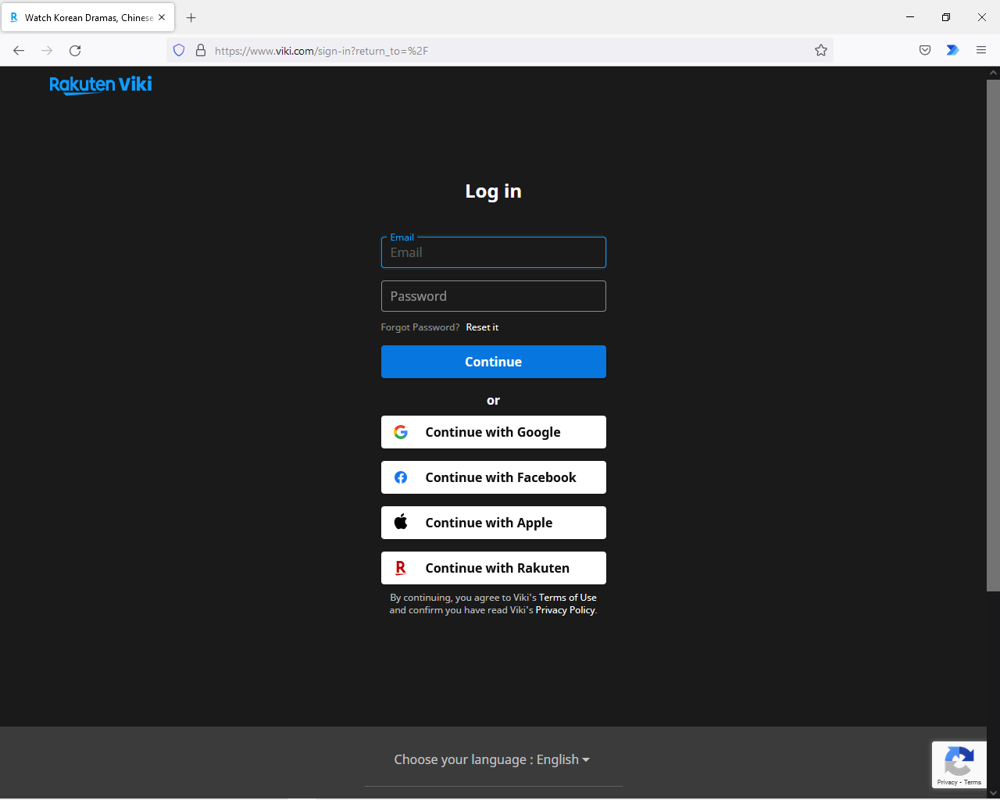 Watch Korean Dramas, Chinese
https://www.viki.com/sign-in?return_to=%2F
Rakuten Viki
Log in
Email
Email
Password
Forgot Password? Reset it
Continue
or
Continue with Google
Continue with Facebook
Continue with Apple
Continue with Rakuten
By continuing, you agree to Viki's Terms of Use
and confirm you have read Viki's Privacy Policy.
Choose your language : English
Privacy - Terms